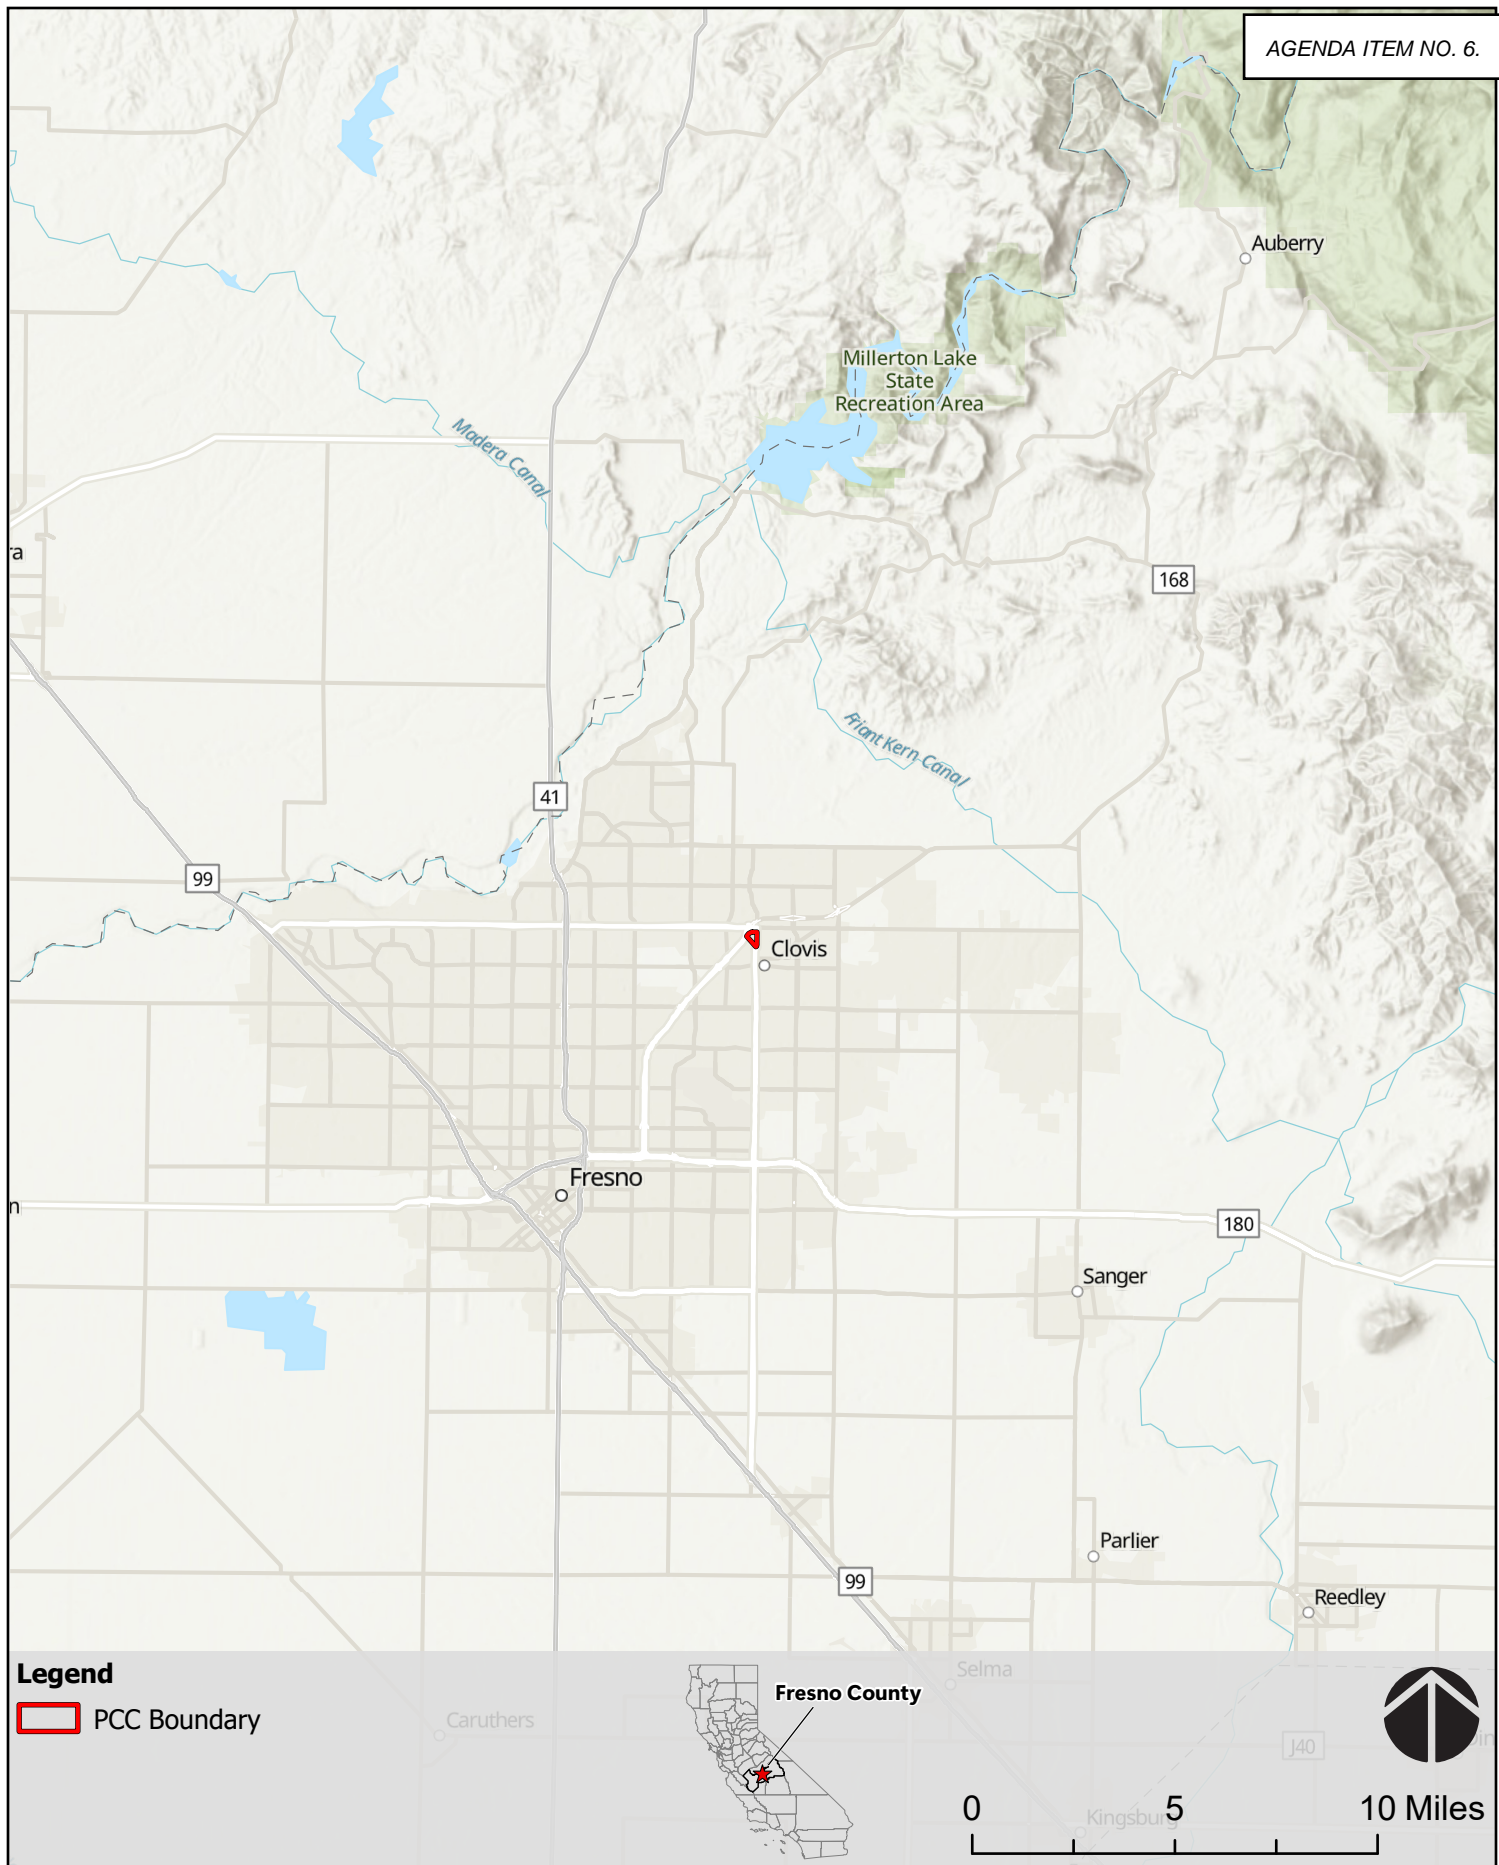 AGENDA ITEM NO. 6.
Auberry
Millerton Lake
State
Recreation Area
Madera Canal
ra
168
Friant Kern Canal
41
99
Clovis
Fresno
n
180
Sanger
Parlier
99
Reedley
Legend
PCC Boundary
Selma
Fresno County
Caruthers
J40
Din
0
5
10 Miles
Kingsburg